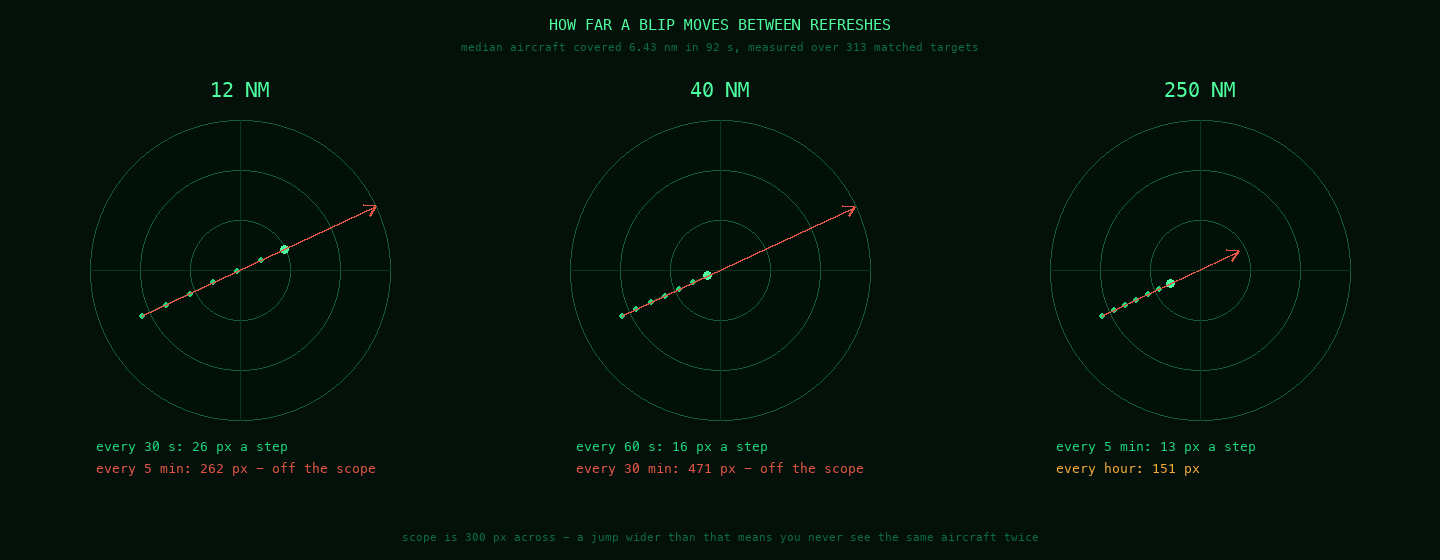 HOW FAR A BLIP MOVES BETWEEN REFRESHES
median aircraft covered 6.43 nm in 92 s, measured over 313 matched targets
12 NM
40 NM
250 NM
every 30 s: 26 px a step
every 5 min: 262 px – off the scope
every 60 s: 16 px a step
every 30 min: 471 px – off the scope
every 5 min: 13 px a step
every hour: 151 px
scope is 300 px across – a jump wider than that means you never see the same aircraft twice